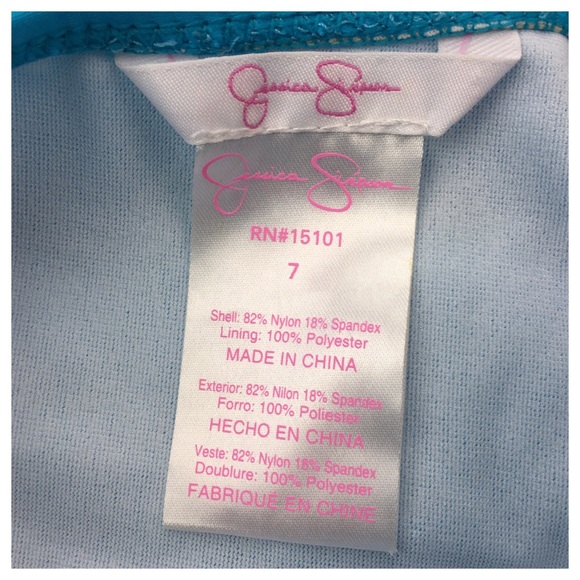 Jessica Simpson
Jessica Simpson
RN#15101
7
Shell: 82% Nylon 18% Spandex
Lining: 100% Polyester
MADE IN CHINA
Exterior: 82% Nilon 18% Spandex
Forro: 100% Poliester
HECHO EN CHINA
Veste: 82% Nylon 18% Spandex
Doublure: 100% Polyester
FABRIQUÉ EN CHINE